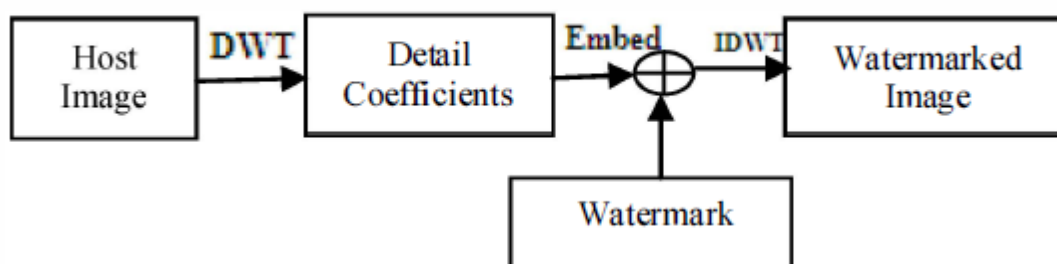 Host
Image
DWT
Detail
Coefficients
Embed
IDWT
Watermarked
Image
Watermark